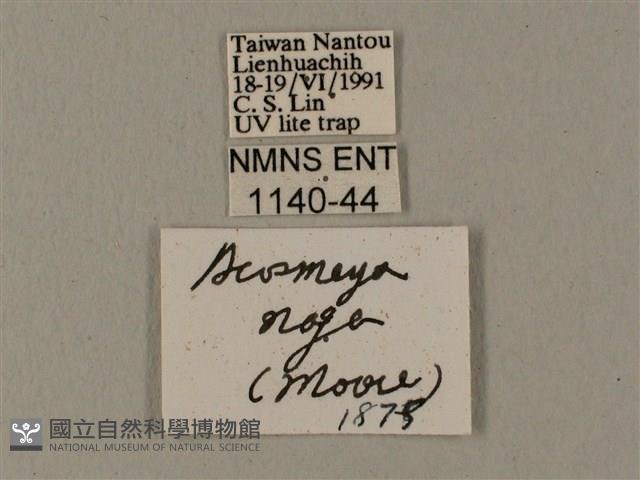 Taiwan Nantou
Lienhuachih
18-19/VI/1991
C. S. Lin
UV lite trap
NMNS ENT
1140-44
Acosmeya
naga
(Moore)
1878
國立自然科學博物館
NATIONAL MUSEUM OF NATURAL SCIENCE